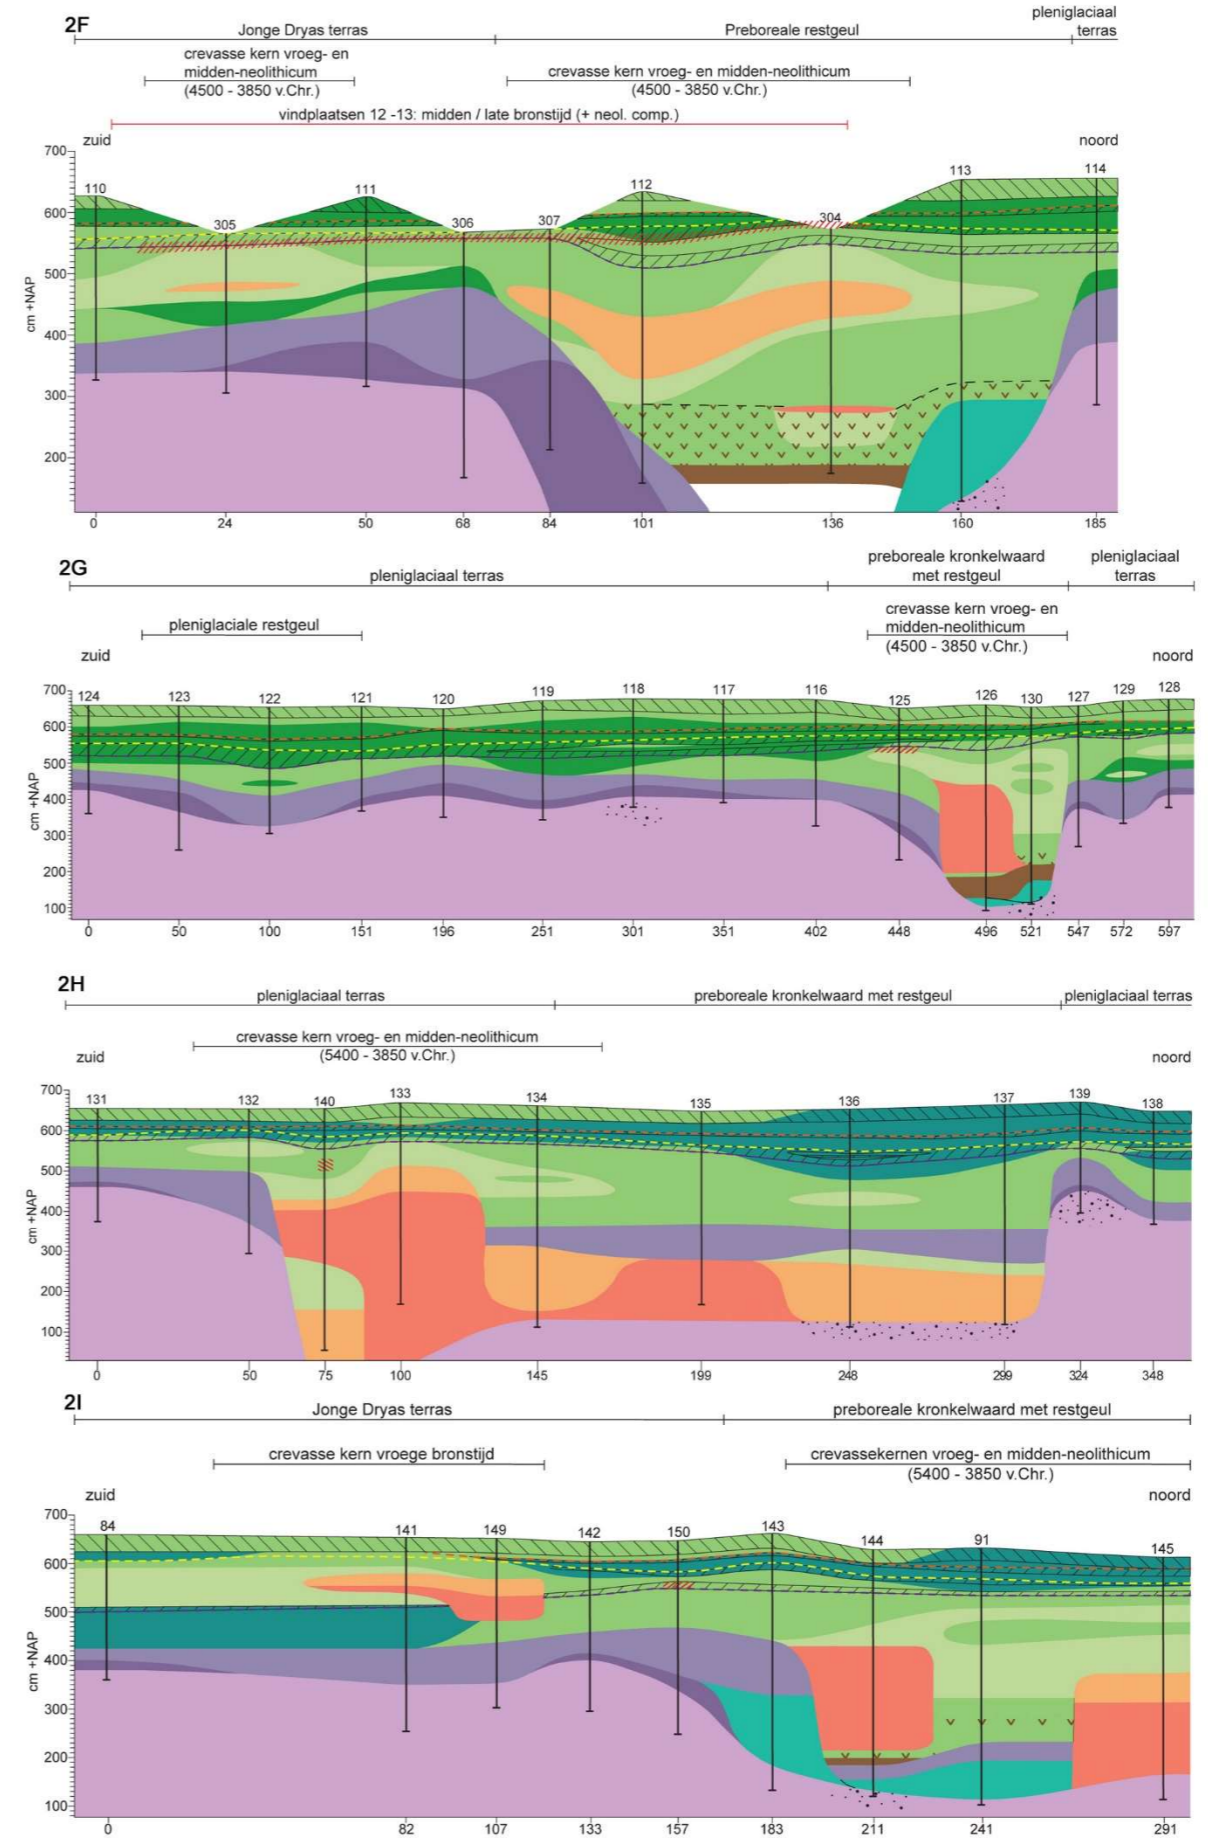 2F
pleniglaciaal
terras
Jonge Dryas terras
Preboreale restgeul
crevasse kern vroeg- en
midden-neolithicum
(4500 - 3850 v.Chr.)
crevasse kern vroeg- en midden-neolithicum
(4500 - 3850 v.Chr.)
vindplaatsen 12 -13: midden / late bronstijd (+ neol. comp.)
zuid
noord
110 305 111 306 307 112 304 113 114
700
600
500
400
300
200
cm +NAP
0 24 50 68 84 101 136 160 185
2G
pleniglaciaal terras
preboreale kronkelwaard
met restgeul
pleniglaciaal
terras
pleniglaciale restgeul
crevasse kern vroeg- en
midden-neolithicum
(4500 - 3850 v.Chr.)
zuid
noord
124 123 122 121 120 119 118 117 116 125 126 130 127 129 128
700
600
500
400
300
200
100
cm +NAP
0 50 100 151 196 251 301 351 402 448 496 521 547 572 597
2H
pleniglaciaal terras
preboreale kronkelwaard met restgeul
pleniglaciaal terras
crevasse kern vroeg- en midden-neolithicum
(5400 - 3850 v.Chr.)
zuid
noord
131 132 140 133 134 135 136 137 139 138
700
600
500
400
300
200
100
cm +NAP
0 50 75 100 145 199 248 299 324 348
2I
Jonge Dryas terras
preboreale kronkelwaard met restgeul
crevasse kern vroege bronstijd
crevassekernen vroeg- en midden-neolithicum
(5400 - 3850 v.Chr.)
zuid
noord
84 141 149 142 150 143 144 91 145
700
600
500
400
300
200
100
cm +NAP
0 82 107 133 157 183 211 241 291